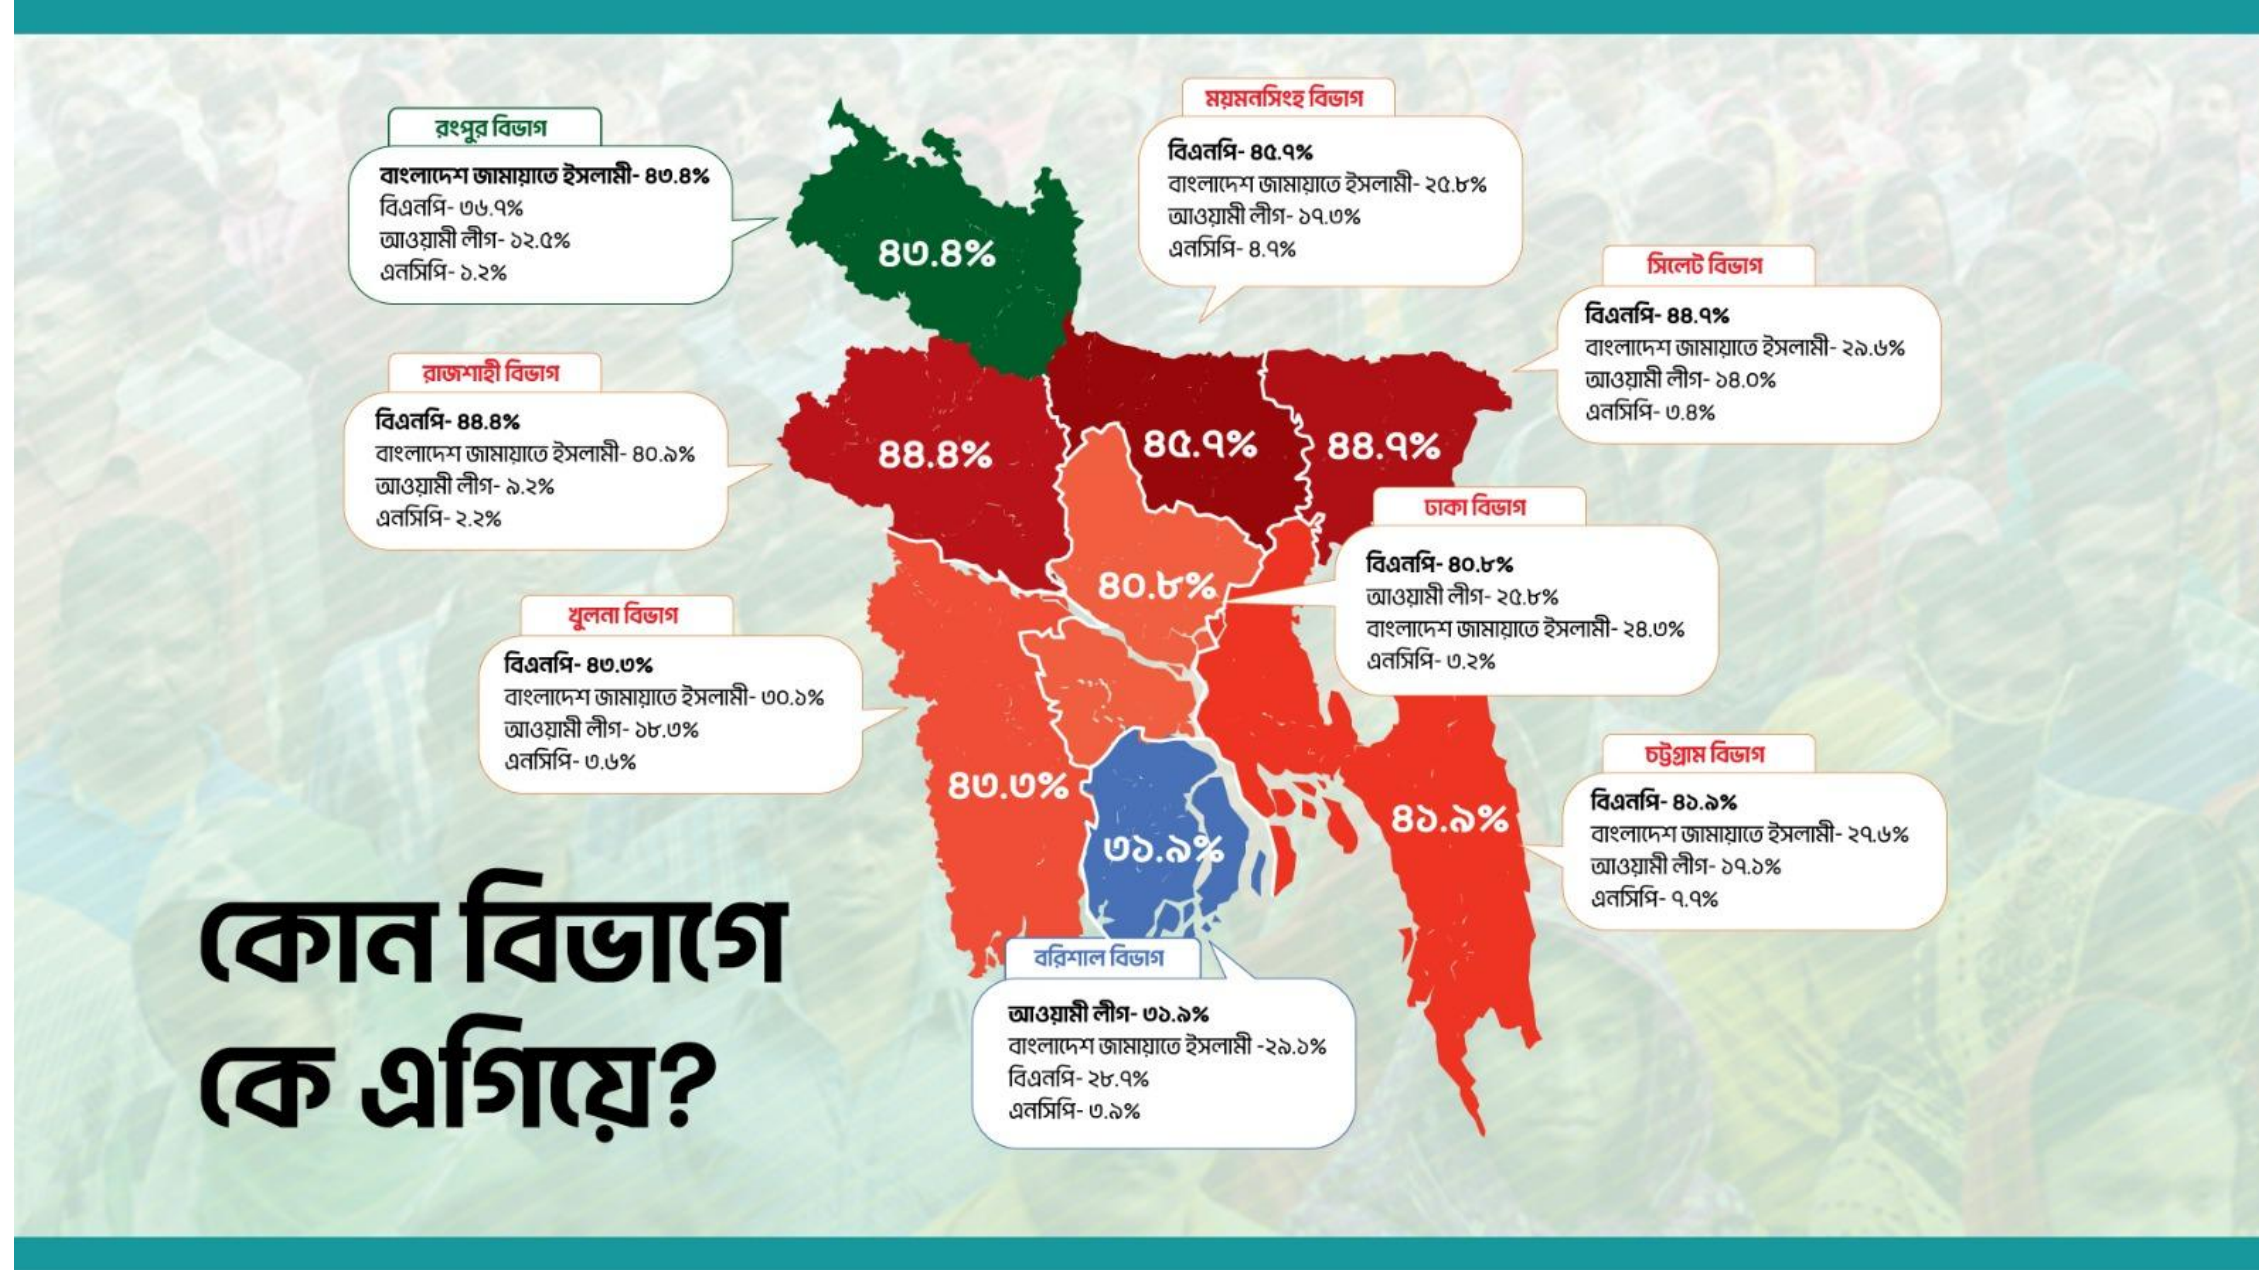 রংপুর বিভাগ
বাংলাদেশ জামায়াতে ইসলামী- ৪৩.৪%
বিএনপি- ৩৬.৭%
আওয়ামী লীগ- ১২.৫%
এনসিপি- ১.২%
ময়মনসিংহ বিভাগ
বিএনপি- ৪৫.৭%
বাংলাদেশ জামায়াতে ইসলামী- ২৫.৮%
আওয়ামী লীগ- ১৭.৩%
এনসিপি- ৪.৭%
সিলেট বিভাগ
বিএনপি- ৪৪.৭%
বাংলাদেশ জামায়াতে ইসলামী- ২৯.৬%
আওয়ামী লীগ- ১৪.০%
এনসিপি- ৩.৪%
রাজশাহী বিভাগ
বিএনপি- ৪৪.৪%
বাংলাদেশ জামায়াতে ইসলামী- ৪০.৯%
আওয়ামী লীগ- ৯.২%
এনসিপি- ২.২%
ঢাকা বিভাগ
বিএনপি- ৪০.৮%
আওয়ামী লীগ- ২৫.৮%
বাংলাদেশ জামায়াতে ইসলামী- ২৪.৩%
এনসিপি- ৩.২%
খুলনা বিভাগ
বিএনপি- ৪৩.৩%
বাংলাদেশ জামায়াতে ইসলামী- ৩০.১%
আওয়ামী লীগ- ১৮.৩%
এনসিপি- ৩.৬%
চট্টগ্রাম বিভাগ
বিএনপি- ৪১.৯%
বাংলাদেশ জামায়াতে ইসলামী- ২৭.৬%
আওয়ামী লীগ- ১৭.১%
এনসিপি- ৭.৭%
বরিশাল বিভাগ
আওয়ামী লীগ- ৩১.৯%
বাংলাদেশ জামায়াতে ইসলামী -২৯.১%
বিএনপি- ২৮.৭%
এনসিপি- ৩.৯%
৪৩.৪%
৪৪.৪%
৪৫.৭%
৪৪.৭%
৪০.৮%
৪৩.৩%
৩১.৯%
৪১.৯%
কোন বিভাগে
কে এগিয়ে?